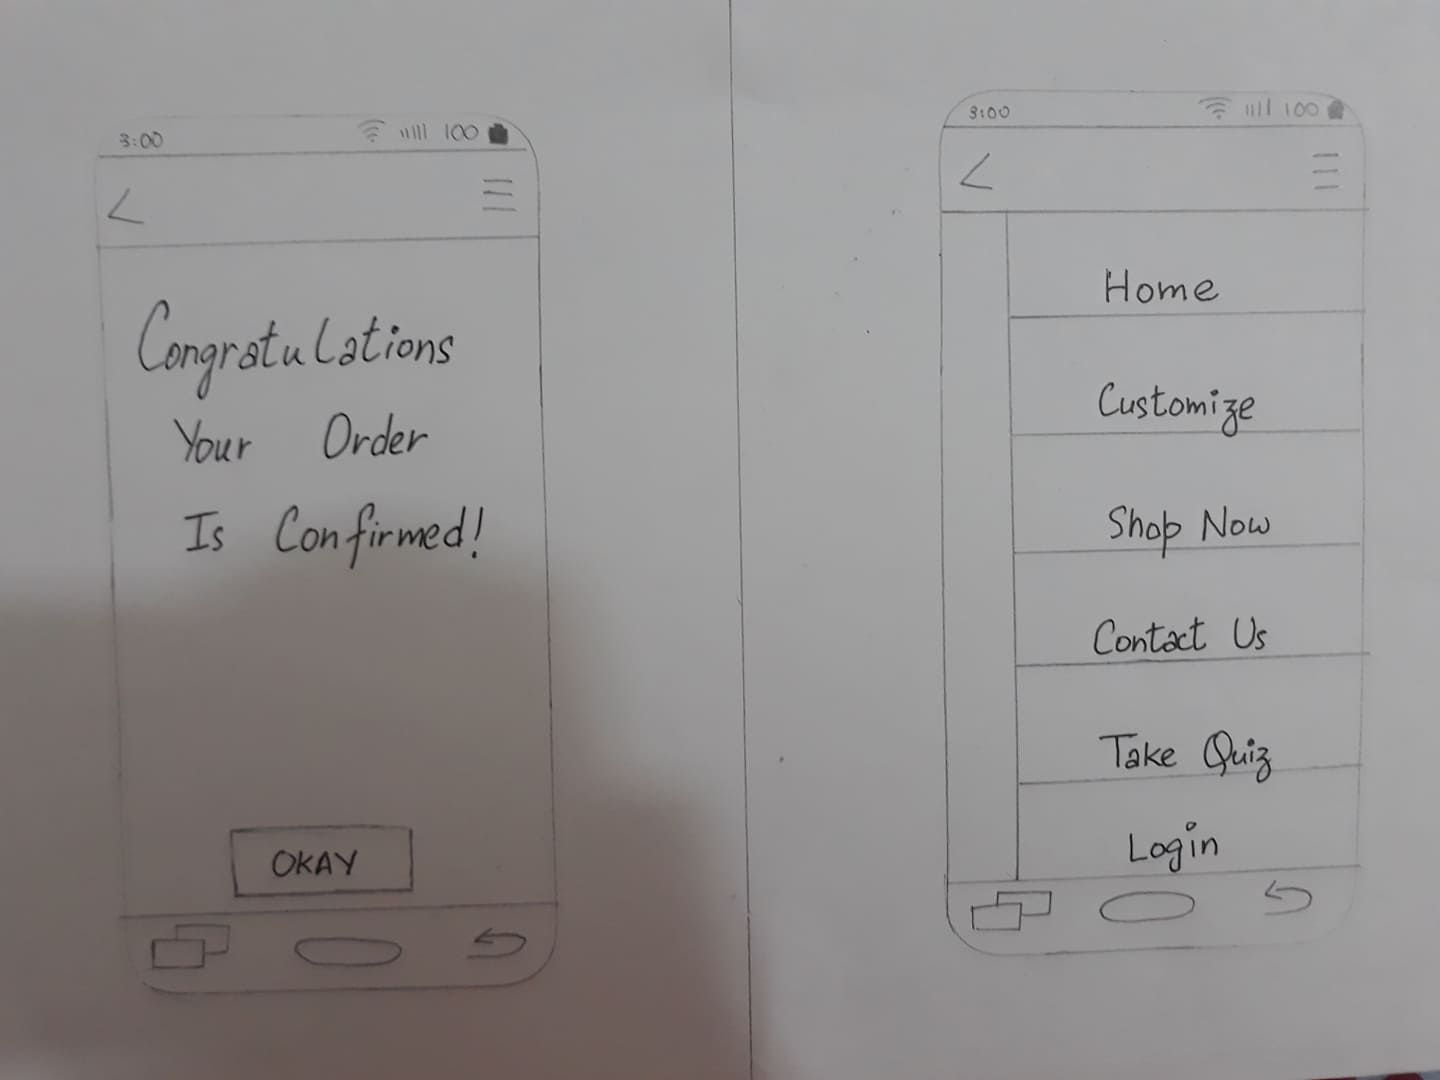 3:00 100
Congratulations
Your Order
Is Confirmed!
OKAY
3:00 100
Home
Customize
Shop Now
Contact Us
Take Quiz
Login